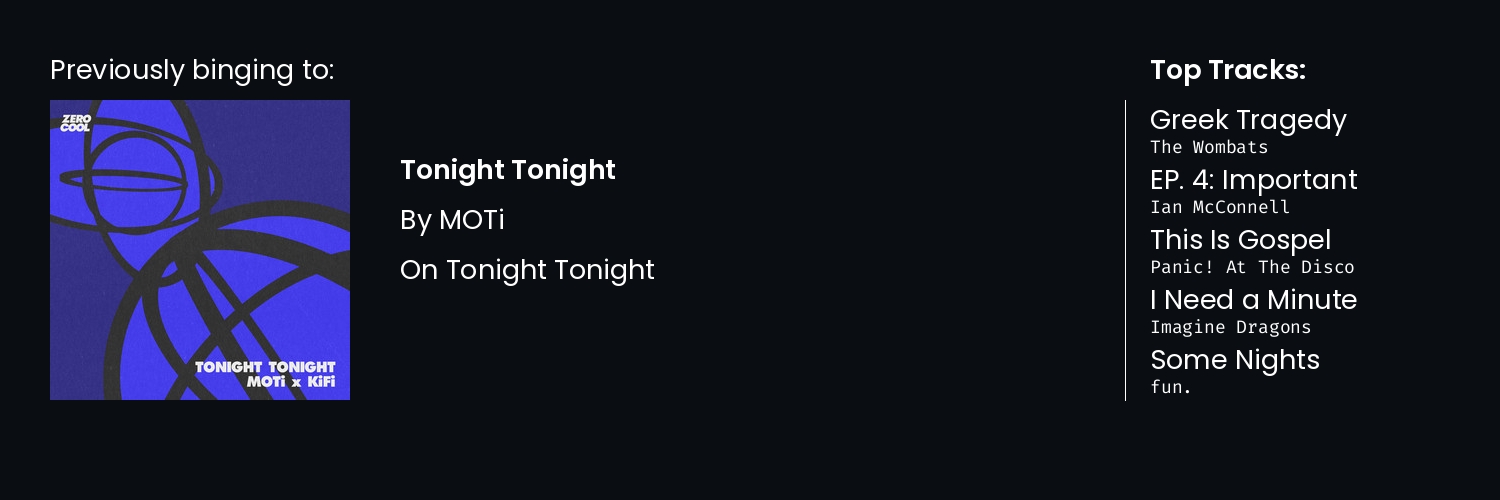 Previously binging to:
ZERO
COOL
TONIGHT TONIGHT
MOTi x KiFi
Tonight Tonight
By MOTi
On Tonight Tonight
Top Tracks:
Greek Tragedy
The Wombats
EP. 4: Important
Ian McConnell
This Is Gospel
Panic! At The Disco
I Need a Minute
Imagine Dragons
Some Nights
fun.